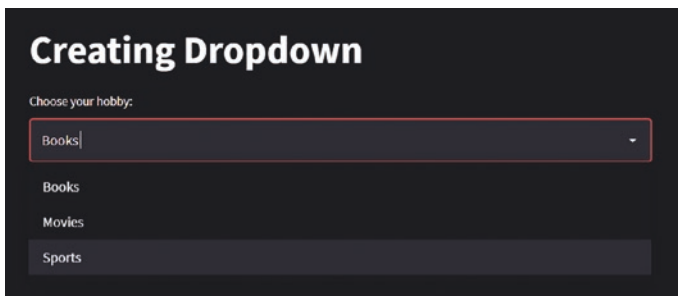 Creating Dropdown
Choose your hobby:
Books
Books
Movies
Sports